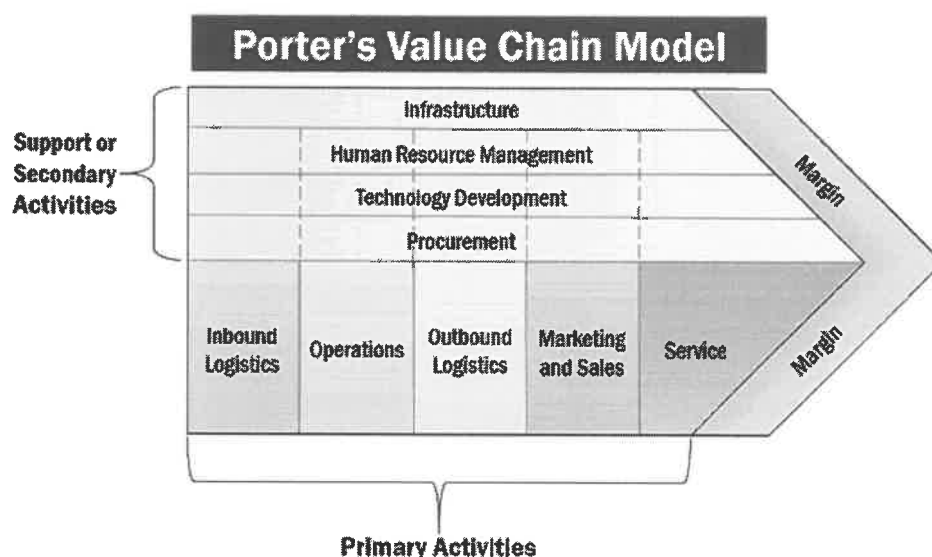 Porter's Value Chain Model
Support or
Secondary
Activities
Infrastructure
Human Resource Management
Technology Development
Procurement
Inbound
Logistics
Operations
Outbound
Logistics
Marketing
and Sales
Service
Margin
Margin
Primary Activities